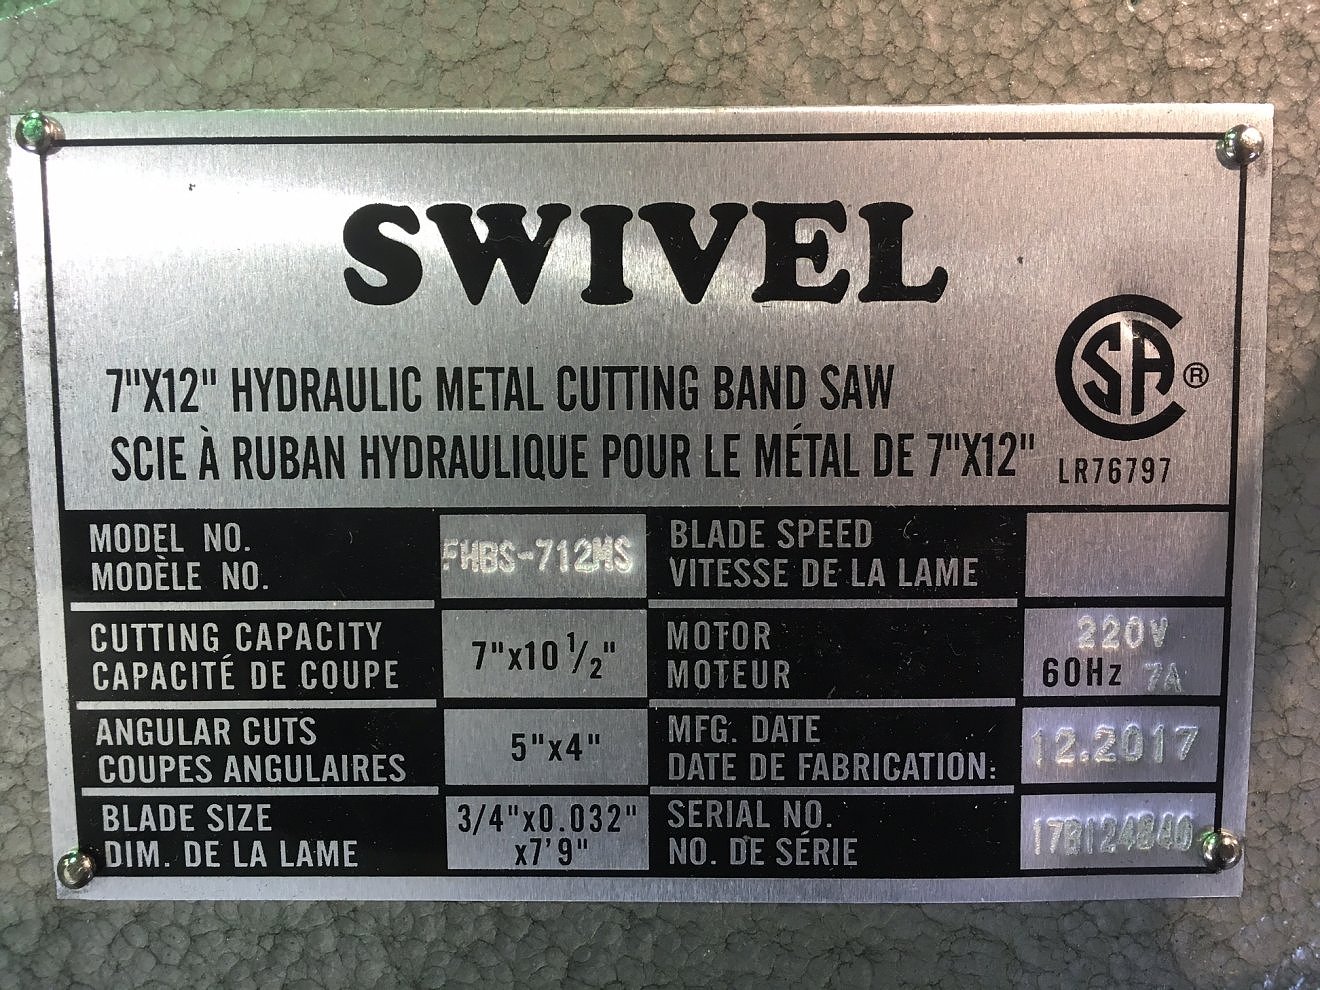 SWIVEL
7"X12" HYDRAULIC METAL CUTTING BAND SAW
SCIE À RUBAN HYDRAULIQUE POUR LE MÉTAL DE 7"X12"
CSA ®
LR76797
MODEL NO.
MODÈLE NO.
FHBS-712MS
BLADE SPEED
VITESSE DE LA LAME
CUTTING CAPACITY
CAPACITÉ DE COUPE
7"x10 1/2"
MOTOR
MOTEUR
220V
60Hz 7A
ANGULAR CUTS
COUPES ANGULAIRES
5"x4"
MFG. DATE
DATE DE FABRICATION:
12.2017
BLADE SIZE
DIM. DE LA LAME
3/4"x0.032"
x7'9"
SERIAL NO.
NO. DE SÉRIE